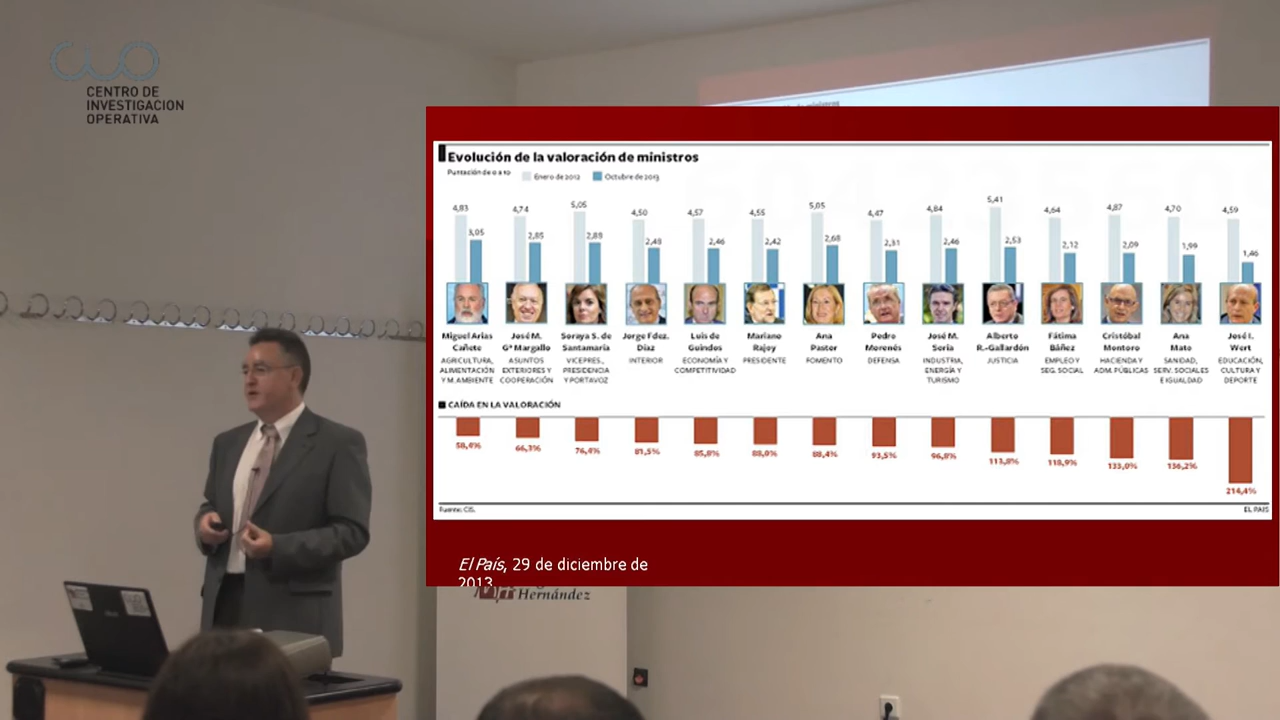 CUO
CENTRO DE
INVESTIGACION
OPERATIVA
Evolución de la valoración de ministros
Puntación de 0 a 10
Enero de 2012
Octubre de 2013
4,83 3,05
4,74 2,85
5,05 2,88
4,50 2,48
4,57 2,46
4,55 2,42
5,05 2,68
4,47 2,31
4,84 2,46
5,41 2,53
4,64 2,12
4,87 2,09
4,70 1,99
4,59 1,46
Miguel Arias
Cañete
AGRICULTURA,
ALIMENTACIÓN
Y M. AMBIENTE
José M.
Gª Margallo
ASUNTOS
EXTERIORES Y
COOPERACIÓN
Soraya S. de
Santamaría
VICEPRES.,
PRESIDENCIA
Y PORTAVOZ
Jorge Fdez.
Díaz
INTERIOR
Luis de
Guindos
ECONOMÍA Y
COMPETITIVIDAD
Mariano
Rajoy
PRESIDENTE
Ana
Pastor
FOMENTO
Pedro
Morenés
DEFENSA
José M.
Soria
INDUSTRIA,
ENERGÍA Y
TURISMO
Alberto
R.-Gallardón
JUSTICIA
Fátima
Báñez
EMPLEO Y
SEG. SOCIAL
Cristóbal
Montoro
HACIENDA Y
ADM. PÚBLICAS
Ana
Mato
SANIDAD,
SERV. SOCIALES
E IGUALDAD
José I.
Wert
EDUCACIÓN,
CULTURA Y
DEPORTE
CAÍDA EN LA VALORACIÓN
58,4%
66,3%
76,4%
81,5%
85,8%
88,0%
88,4%
93,5%
96,8%
113,8%
118,9%
133,0%
136,2%
214,4%
Fuente: CIS.
EL PAÍS
El País, 29 de diciembre de
2013
Hernández